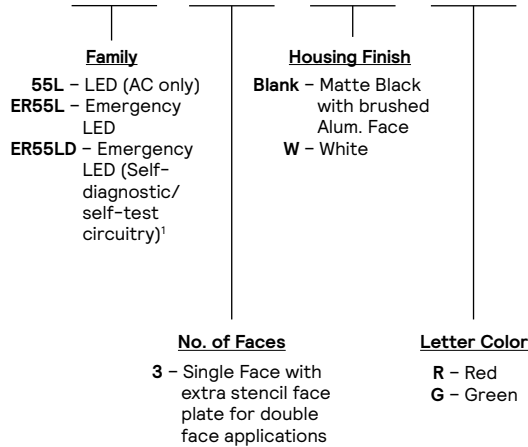 Family
55L – LED (AC only)
ER55L – Emergency
LED
ER55LD – Emergency
LED (Self-
diagnostic/
self-test
circuitry)¹
Housing Finish
Blank – Matte Black
with brushed
Alum. Face
W – White
No. of Faces
3 – Single Face with
extra stencil face
plate for double
face applications
Letter Color
R – Red
G – Green